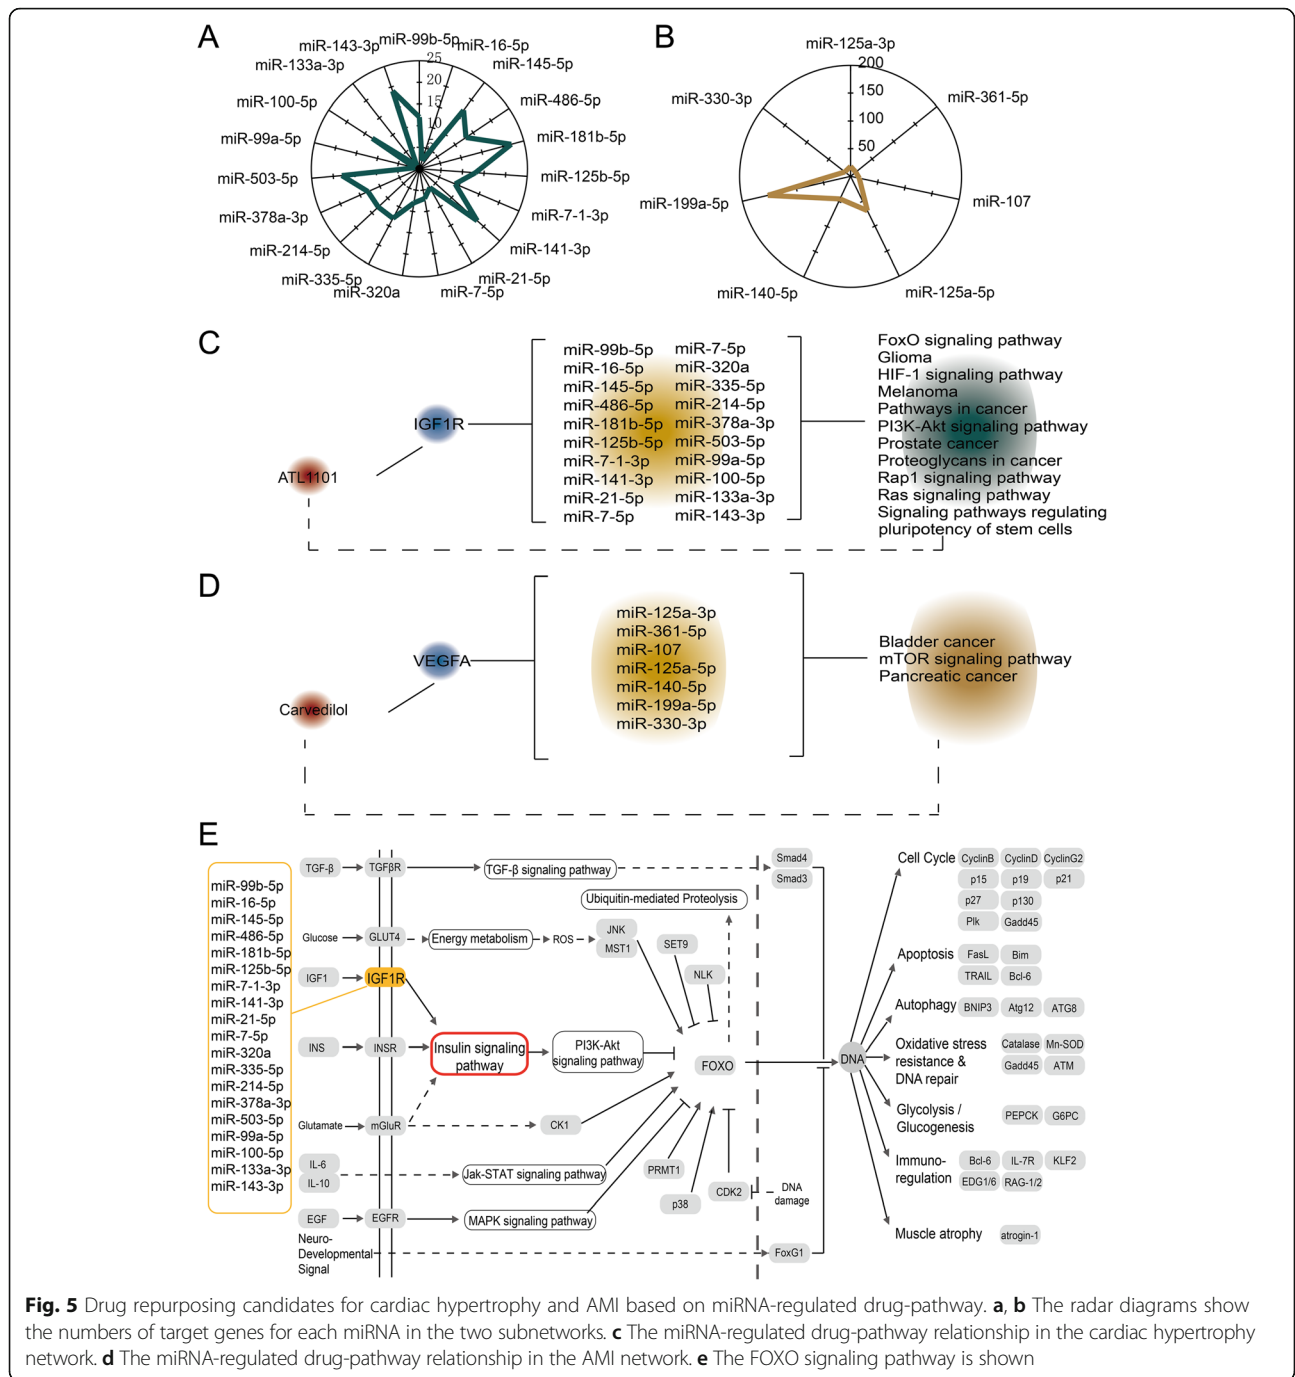 A
miR-99b-5p
miR-16-5p
miR-145-5p
miR-486-5p
miR-181b-5p
miR-125b-5p
miR-7-1-3p
miR-141-3p
miR-21-5p
miR-7-5p
miR-320a
miR-335-5p
miR-214-5p
miR-378a-3p
miR-503-5p
miR-99a-5p
miR-100-5p
miR-133a-3p
miR-143-3p
25
20
15
10
5
B
miR-125a-3p
miR-361-5p
miR-107
miR-125a-5p
miR-140-5p
miR-199a-5p
miR-330-3p
200
150
100
50
C
ATL1101
IGF1R
miR-99b-5p miR-7-5p
miR-16-5p miR-320a
miR-145-5p miR-335-5p
miR-486-5p miR-214-5p
miR-181b-5p miR-378a-3p
miR-125b-5p miR-503-5p
miR-7-1-3p miR-99a-5p
miR-141-3p miR-100-5p
miR-21-5p miR-133a-3p
miR-7-5p miR-143-3p
FoxO signaling pathway
Glioma
HIF-1 signaling pathway
Melanoma
Pathways in cancer
PI3K-Akt signaling pathway
Prostate cancer
Proteoglycans in cancer
Rap1 signaling pathway
Ras signaling pathway
Signaling pathways regulating
pluripotency of stem cells
D
Carvedilol
VEGFA
miR-125a-3p
miR-361-5p
miR-107
miR-125a-5p
miR-140-5p
miR-199a-5p
miR-330-3p
Bladder cancer
mTOR signaling pathway
Pancreatic cancer
E
miR-99b-5p
miR-16-5p
miR-145-5p
miR-486-5p
miR-181b-5p
miR-125b-5p
miR-7-1-3p
miR-141-3p
miR-21-5p
miR-7-5p
miR-320a
miR-335-5p
miR-214-5p
miR-378a-3p
miR-503-5p
miR-99a-5p
miR-100-5p
miR-133a-3p
miR-143-3p
TGF-β TGFβR TGF-β signaling pathway
Smad4
Smad3
Ubiquitin-mediated Proteolysis
Glucose GLUT4 Energy metabolism ROS
JNK
MST1
SET9
NLK
IGF1 IGF1R
INS INSR
Insulin signaling
pathway
PI3K-Akt
signaling pathway
FOXO
DNA
Glutamate mGluR CK1
IL-6
IL-10
Jak-STAT signaling pathway
PRMT1
p38
CDK2
DNA
damage
EGF EGFR MAPK signaling pathway
Neuro-
Developmental
Signal
FoxG1
Cell Cycle CyclinB CyclinD CyclinG2
p15 p19 p21
p27 p130
Plk Gadd45
Apoptosis FasL Bim
TRAIL Bcl-6
Autophagy BNIP3 Atg12 ATG8
Oxidative stress
resistance &
DNA repair
Catalase Mn-SOD
Gadd45 ATM
Glycolysis /
Glucogenesis
PEPCK G6PC
Immuno-
regulation
Bcl-6 IL-7R KLF2
EDG1/6 RAG-1/2
Muscle atrophy atrogin-1
Fig. 5 Drug repurposing candidates for cardiac hypertrophy and AMI based on miRNA-regulated drug-pathway. a, b The radar diagrams show
the numbers of target genes for each miRNA in the two subnetworks. c The miRNA-regulated drug-pathway relationship in the cardiac hypertrophy
network. d The miRNA-regulated drug-pathway relationship in the AMI network. e The FOXO signaling pathway is shown